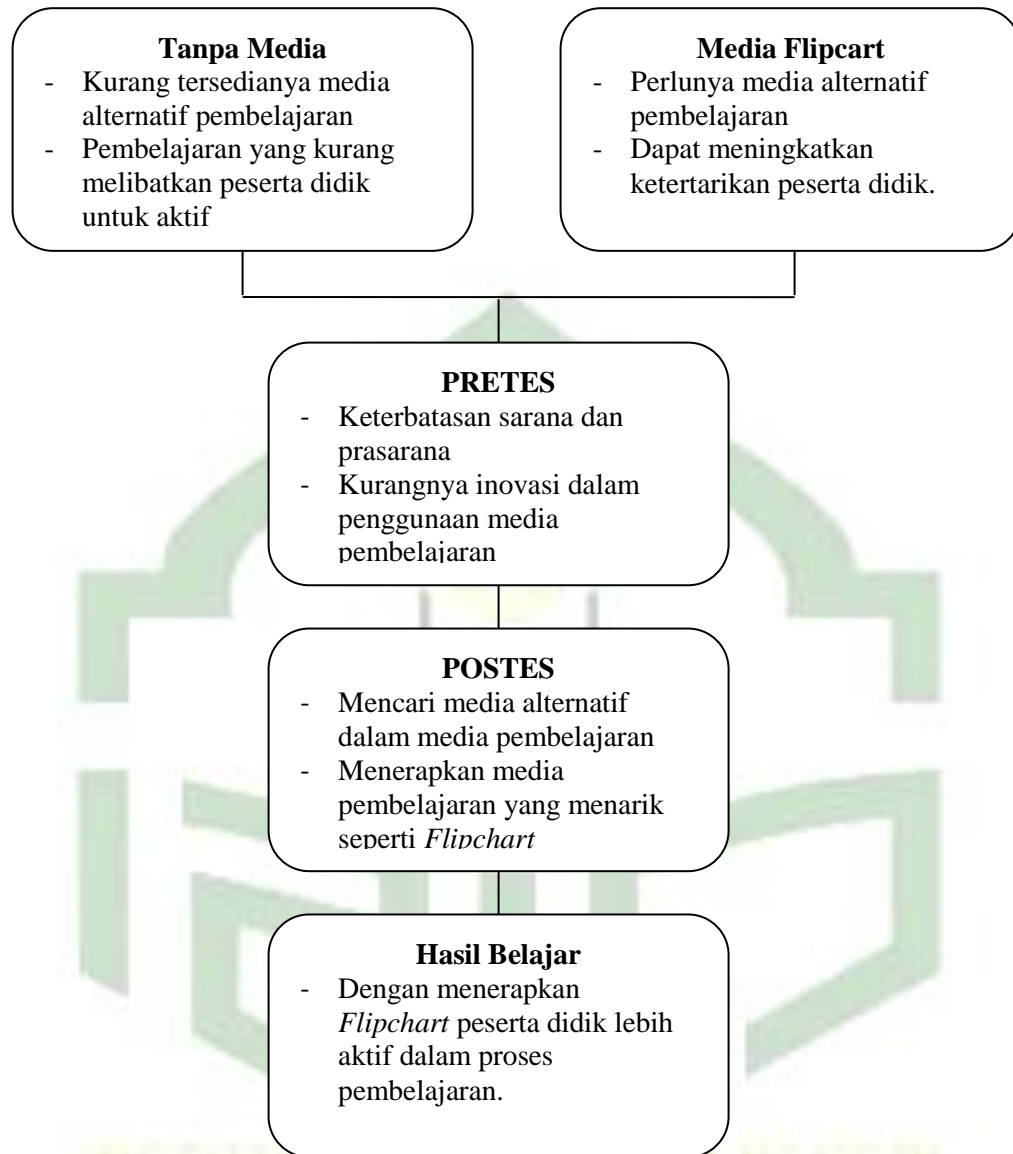 Tanpa Media
- Kurang tersedianya media
alternatif pembelajaran
- Pembelajaran yang kurang
melibatkan peserta didik
untuk aktif
Media Flipcart
- Perlunya media alternatif
pembelajaran
- Dapat meningkatkan
ketertarikan peserta didik.
PRETES
- Keterbatasan sarana dan
prasarana
- Kurangnya inovasi dalam
penggunaan media
pembelajaran
POSTES
- Mencari media alternatif
dalam media pembelajaran
- Menerapkan media
pembelajaran yang menarik
seperti Flipchart
Hasil Belajar
- Dengan menerapkan
Flipchart peserta didik lebih
aktif dalam proses
pembelajaran.